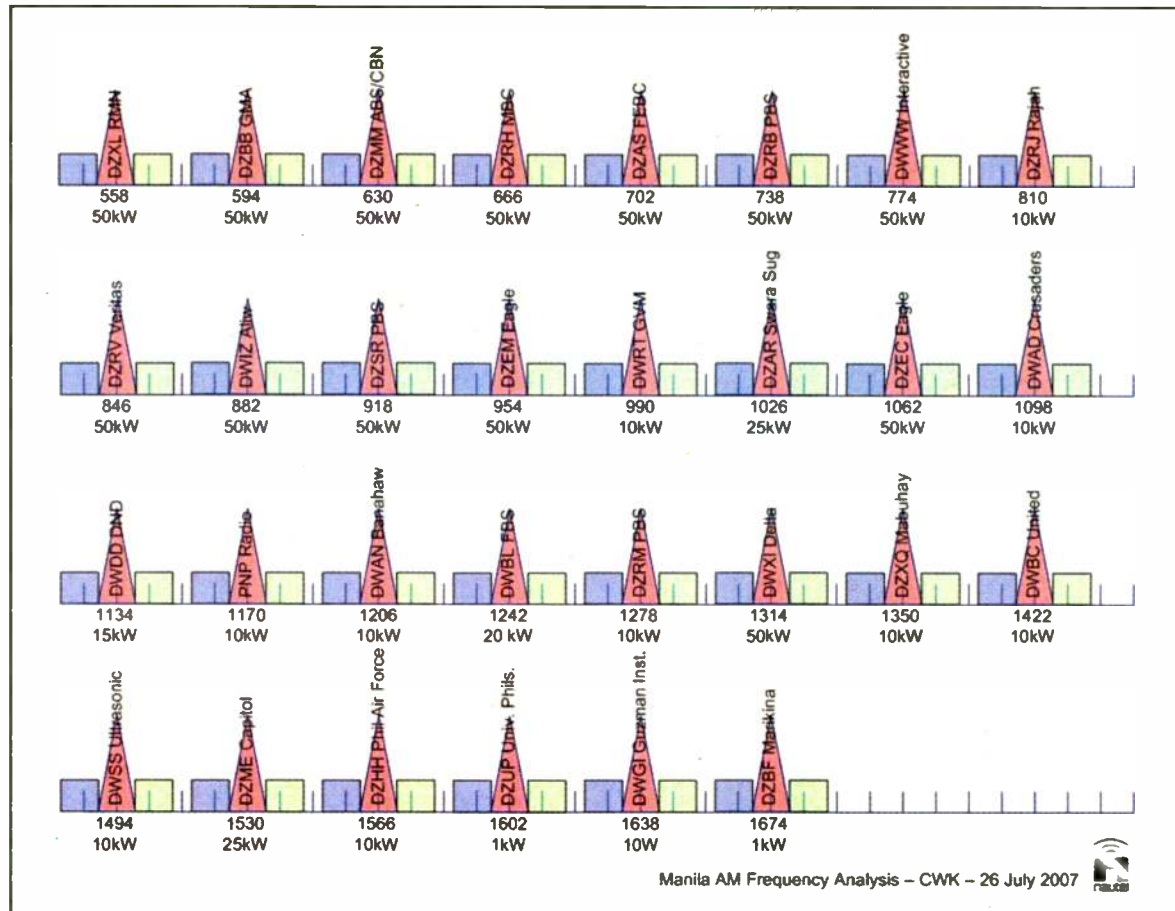 DZXL RMN DZBB GMA DZMM ABS/CBN DZRH MBC DZAS FEBC DZRB PBS DWWW Interactive DZRJ Rajah
558 594 630 666 702 738 774 810
50kW 50kW 50kW 50kW 50kW 50kW 50kW 10kW
DZRV Veritas DWIZ Aliw DZSR PBS DZEM Eagle DWRT GVM DZAR Swara Sug DZEC Eagle DWAD Crusaders
846 882 918 954 990 1026 1062 1098
50kW 50kW 50kW 50kW 10kW 25kW 50kW 10kW
DWDD DND PNP Radio DWAN Banahaw DWBL FBS DZRM PBS DWXI Delta DZXQ Mabuhay DWBC United
1134 1170 1206 1242 1278 1314 1350 1422
15kW 10kW 10kW 20 kW 10kW 50kW 10kW 10kW
DWSS Ultrasonic DZME Capitol DZHH Phil Air Force DZUP Univ. Phils. DWGI Guzman Inst. DZBF Marikina
1494 1530 1566 1602 1638 1674
10kW 25kW 10kW 1kW 10W 1kW
Manila AM Frequency Analysis – CWK – 26 July 2007
nautel